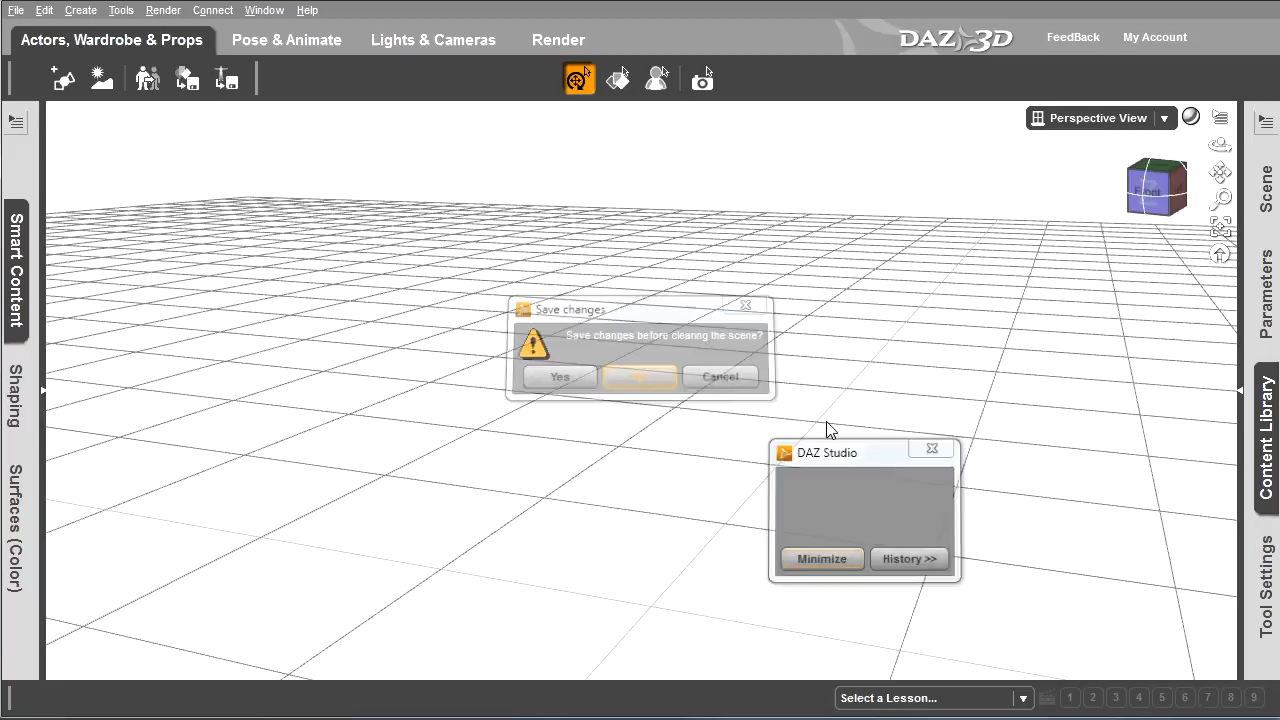 File Edit Create Tools Render Connect Window Help
Actors, Wardrobe & Props Pose & Animate Lights & Cameras Render DAZ 3D FeedBack My Account
Perspective View
Front
Smart Content
Shaping
Surfaces (Color)
Save changes
Save changes before clearing the scene?
Yes Cancel
DAZ Studio
Minimize History >>
Scene
Parameters
Content Library
Tool Settings
Select a Lesson... 1 2 3 4 5 6 7 8 9